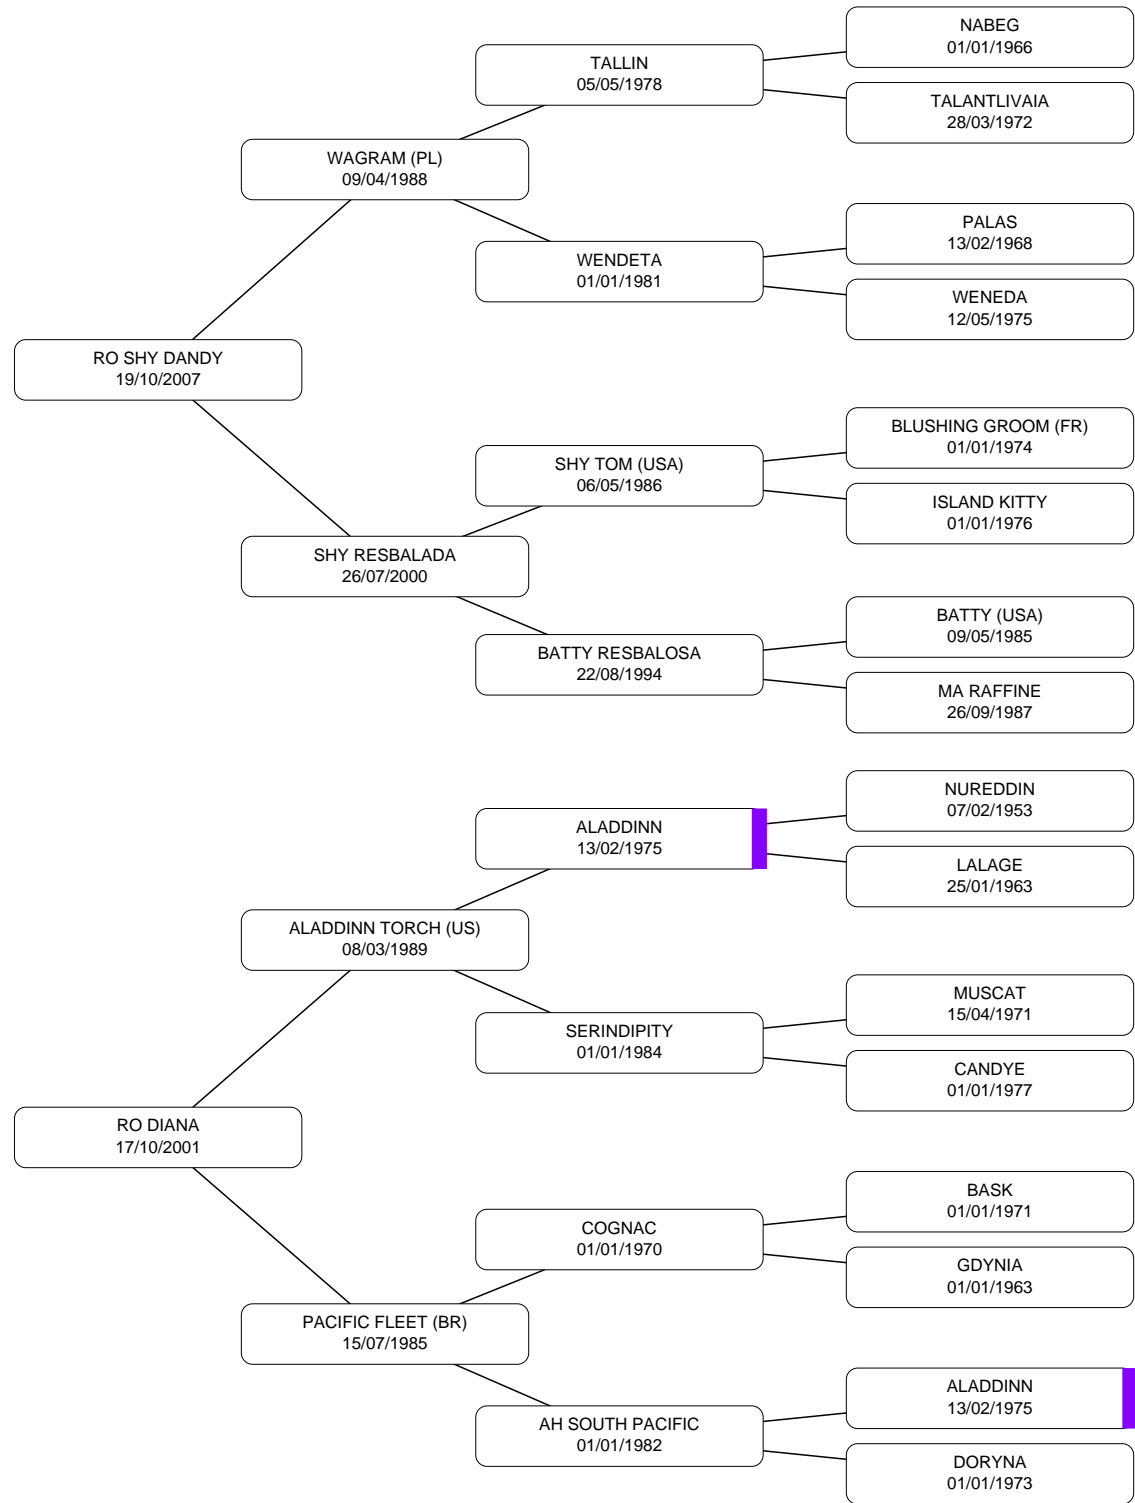 NABEG
01/01/1966
TALLIN
05/05/1978
TALANTLIVAIA
28/03/1972
WAGRAM (PL)
09/04/1988
PALAS
13/02/1968
WENDETA
01/01/1981
WENEDA
12/05/1975
RO SHY DANDY
19/10/2007
BLUSHING GROOM (FR)
01/01/1974
SHY TOM (USA)
06/05/1986
ISLAND KITTY
01/01/1976
SHY RESBALADA
26/07/2000
BATTY (USA)
09/05/1985
BATTY RESBALOSA
22/08/1994
MA RAFFINE
26/09/1987
NUREDDIN
07/02/1953
ALADDINN
13/02/1975
LALAGE
25/01/1963
ALADDINN TORCH (US)
08/03/1989
MUSCAT
15/04/1971
SERINDIPITY
01/01/1984
CANDYE
01/01/1977
RO DIANA
17/10/2001
BASK
01/01/1971
COGNAC
01/01/1970
GDYNIA
01/01/1963
PACIFIC FLEET (BR)
15/07/1985
ALADDINN
13/02/1975
AH SOUTH PACIFIC
01/01/1982
DORYNA
01/01/1973